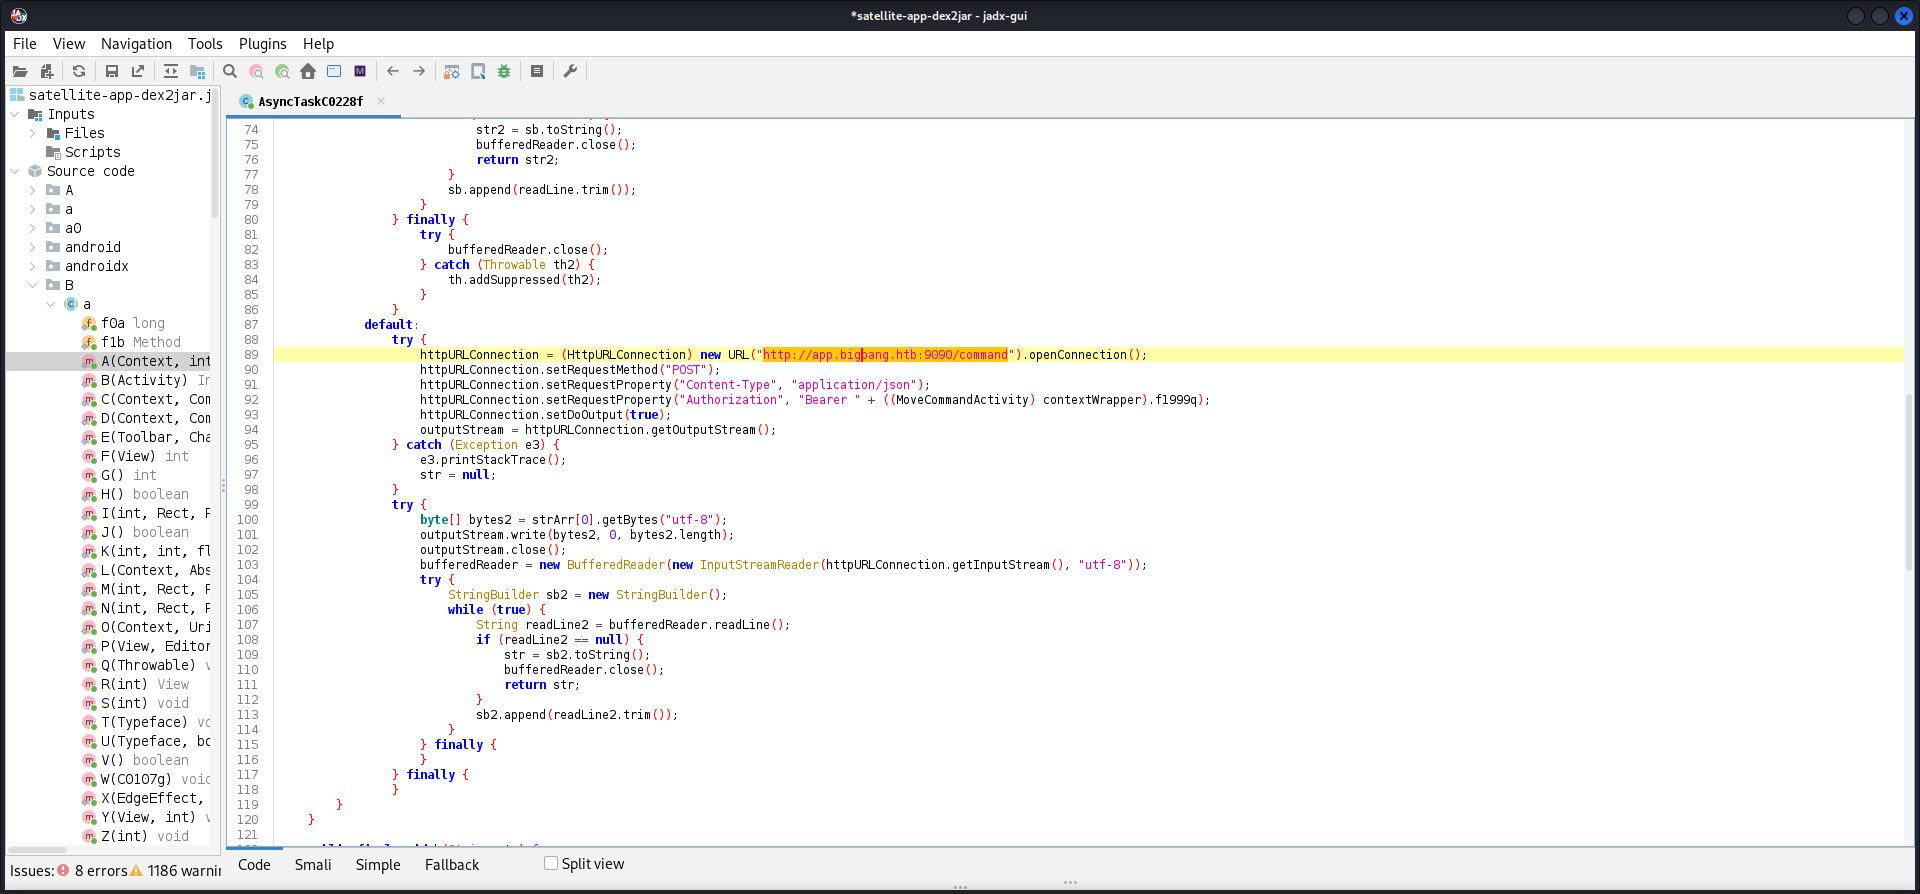 *satellite-app-dex2jar - jadx-gui
File View Navigation Tools Plugins Help
satellite-app-dex2jar.j
Inputs
Files
Scripts
Source code
A
a
a0
android
androidx
B
a
f0a long
f1b Method
A(Context, int
B(Activity) In
C(Context, Com
D(Context, Com
E(Toolbar, Cha
F(View) int
G() int
H() boolean
I(int, Rect, R
J() boolean
K(int, int, fl
L(Context, Abs
M(int, Rect, R
N(int, Rect, R
O(Context, Uri
P(View, Editor
Q(Throwable) v
R(int) View
S(int) void
T(Typeface) vo
U(Typeface, bo
V() boolean
W(C0107g) void
X(EdgeEffect,
Y(View, int) v
Z(int) void
Issues: 8 errors 1186 warnin
AsyncTaskC0228f
74 str2 = sb.toString();
75 bufferedReader.close();
76 return str2;
77 }
78 sb.append(readLine.trim());
79 }
80 } finally {
81 try {
82 bufferedReader.close();
83 } catch (Throwable th2) {
84 th.addSuppressed(th2);
85 }
86 }
87 default:
88 try {
89 httpURLConnection = (HttpURLConnection) new URL("http://app.bigbang.htb:9090/command").openConnection();
90 httpURLConnection.setRequestMethod("POST");
91 httpURLConnection.setRequestProperty("Content-Type", "application/json");
92 httpURLConnection.setRequestProperty("Authorization", "Bearer " + ((MoveCommandActivity) contextWrapper).f1999q);
93 httpURLConnection.setDoOutput(true);
94 outputStream = httpURLConnection.getOutputStream();
95 } catch (Exception e3) {
96 e3.printStackTrace();
97 str = null;
98 }
99 try {
100 byte[] bytes2 = strArr[0].getBytes("utf-8");
101 outputStream.write(bytes2, 0, bytes2.length);
102 outputStream.close();
103 bufferedReader = new BufferedReader(new InputStreamReader(httpURLConnection.getInputStream(), "utf-8"));
104 try {
105 StringBuilder sb2 = new StringBuilder();
106 while (true) {
107 String readLine2 = bufferedReader.readLine();
108 if (readLine2 == null) {
109 str = sb2.toString();
110 bufferedReader.close();
111 return str;
112 }
113 sb2.append(readLine2.trim());
114 }
115 } finally {
116 }
117 } finally {
118 }
119 }
120 }
121
Code Smali Simple Fallback Split view